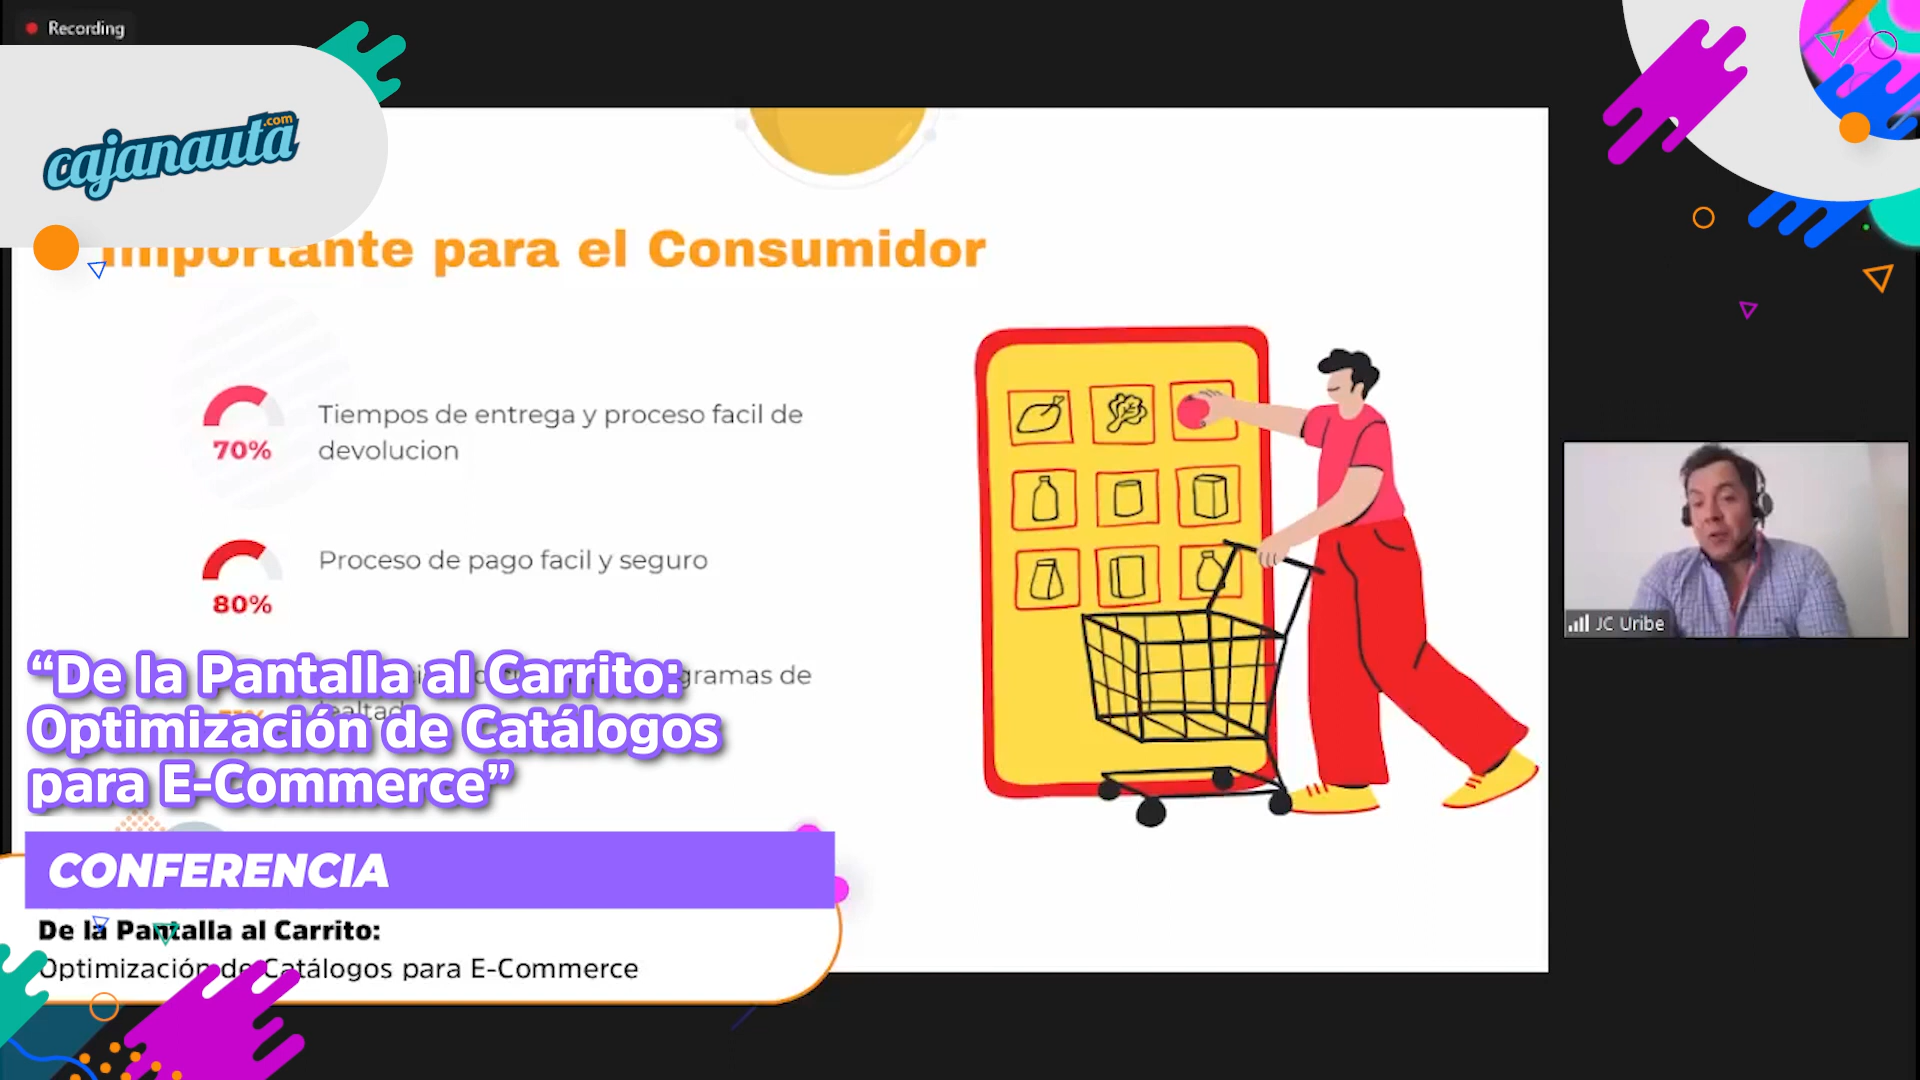 Recording
cajanauta
.com
Importante para el Consumidor
70%
Tiempos de entrega y proceso facil de
devolucion
Proceso de pago facil y seguro
80%
gramas de
lealtad
“De la Pantalla al Carrito:
Optimización de Catálogos
para E-Commerce”
CONFERENCIA
De la Pantalla al Carrito:
Optimización de Catálogos para E-Commerce
JC Uribe